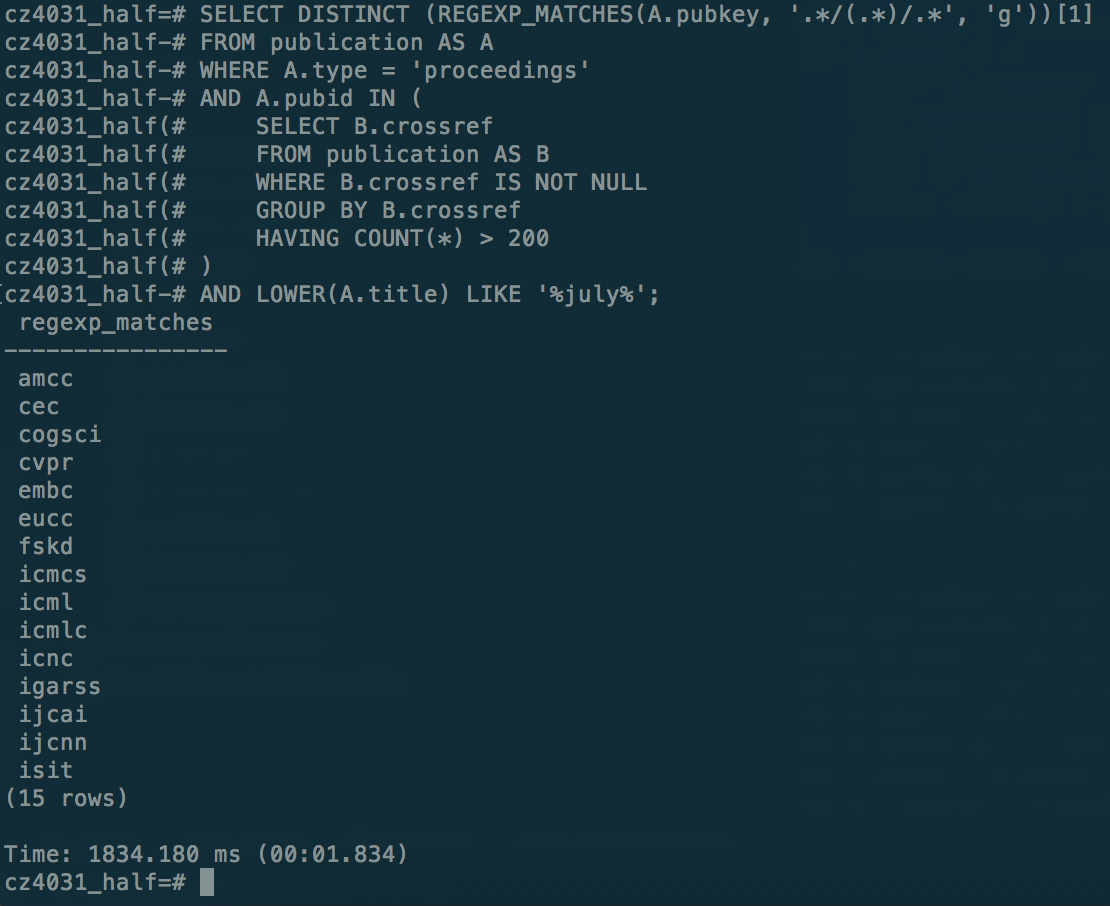 cz4031_half=# SELECT DISTINCT (REGEXP_MATCHES(A.pubkey, '.*/(.*)/.*', 'g'))[1]
cz4031_half-# FROM publication AS A
cz4031_half-# WHERE A.type = 'proceedings'
cz4031_half-# AND A.pubid IN (
cz4031_half(#     SELECT B.crossref
cz4031_half(#     FROM publication AS B
cz4031_half(#     WHERE B.crossref IS NOT NULL
cz4031_half(#     GROUP BY B.crossref
cz4031_half(#     HAVING COUNT(*) > 200
cz4031_half(# )
[cz4031_half-# AND LOWER(A.title) LIKE '%july%';
 regexp_matches
----------------
 amcc
 cec
 cogsci
 cvpr
 embc
 eucc
 fskd
 icmcs
 icml
 icmlc
 icnc
 igarss
 ijcai
 ijcnn
 isit
(15 rows)

Time: 1834.180 ms (00:01.834)
cz4031_half=#